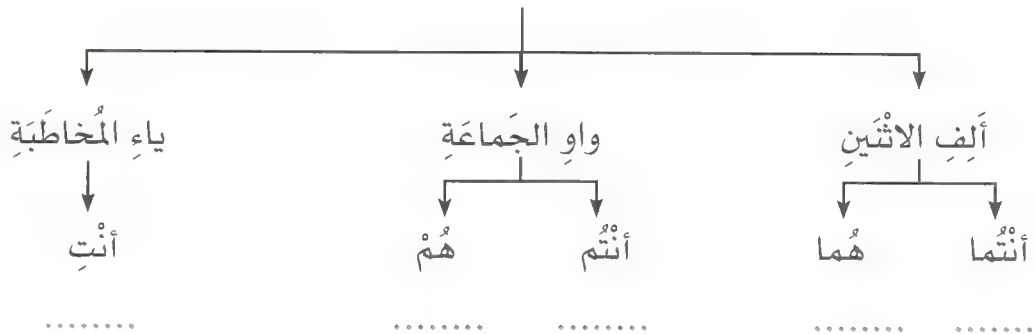 أَلِفِ الاثْنَينِ واوِ الجَماعَةِ ياءِ المُخاطَبَةِ
أنْتُما هُما أنْتُم هُمْ أنْتِ
........ ........ ........ ........ ........